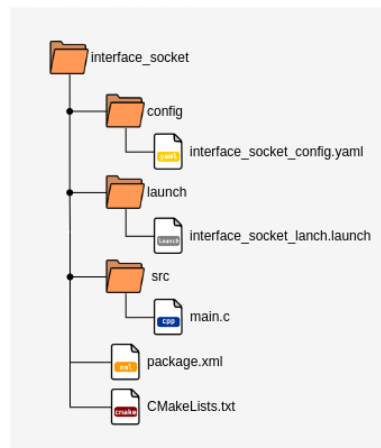 interface_socket
config
yaml
interface_socket_config.yaml
launch
launch
interface_socket_lanch.launch
src
cpp
main.c
xml
package.xml
cmake
CMakeLists.txt